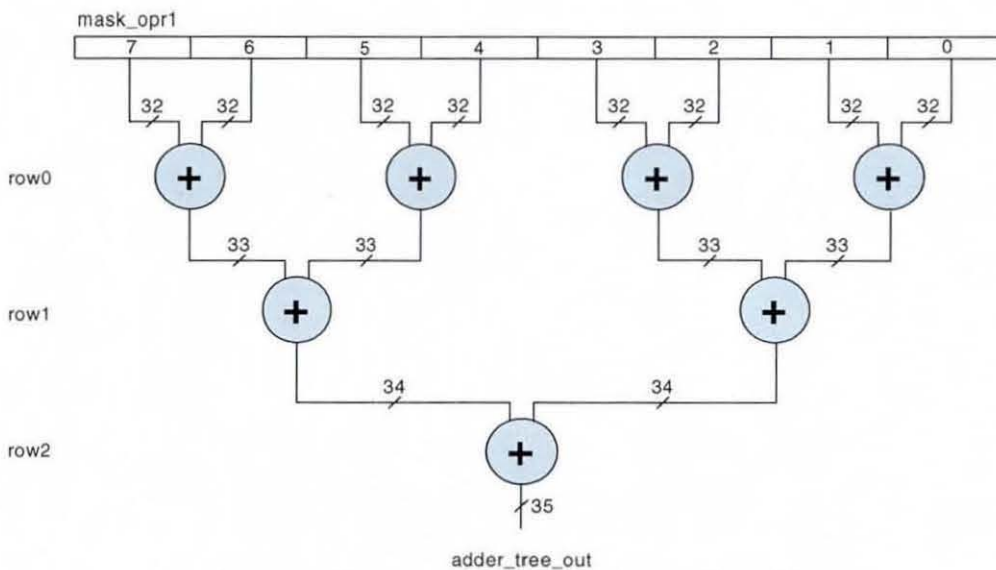 mask_opr1
7 6 5 4 3 2 1 0
32 32 32 32 32 32 32 32
row0 + + + +
33 33 33 33
row1 + +
34 34
row2 +
35
adder_tree_out